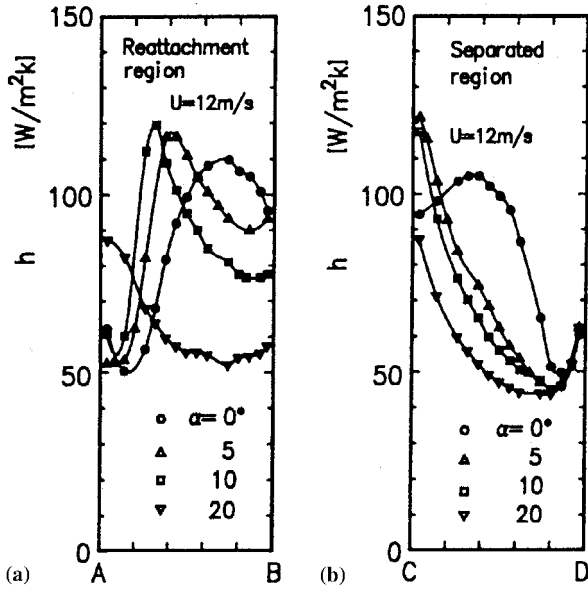 150
Reattachment
region
U=12m/s
100
50
0
h [W/m²k]
α= 0°
5
10
20
(a)
A
B
150
Separated
region
U=12m/s
100
50
0
h [W/m²k]
α= 0°
5
10
20
(b)
C
D